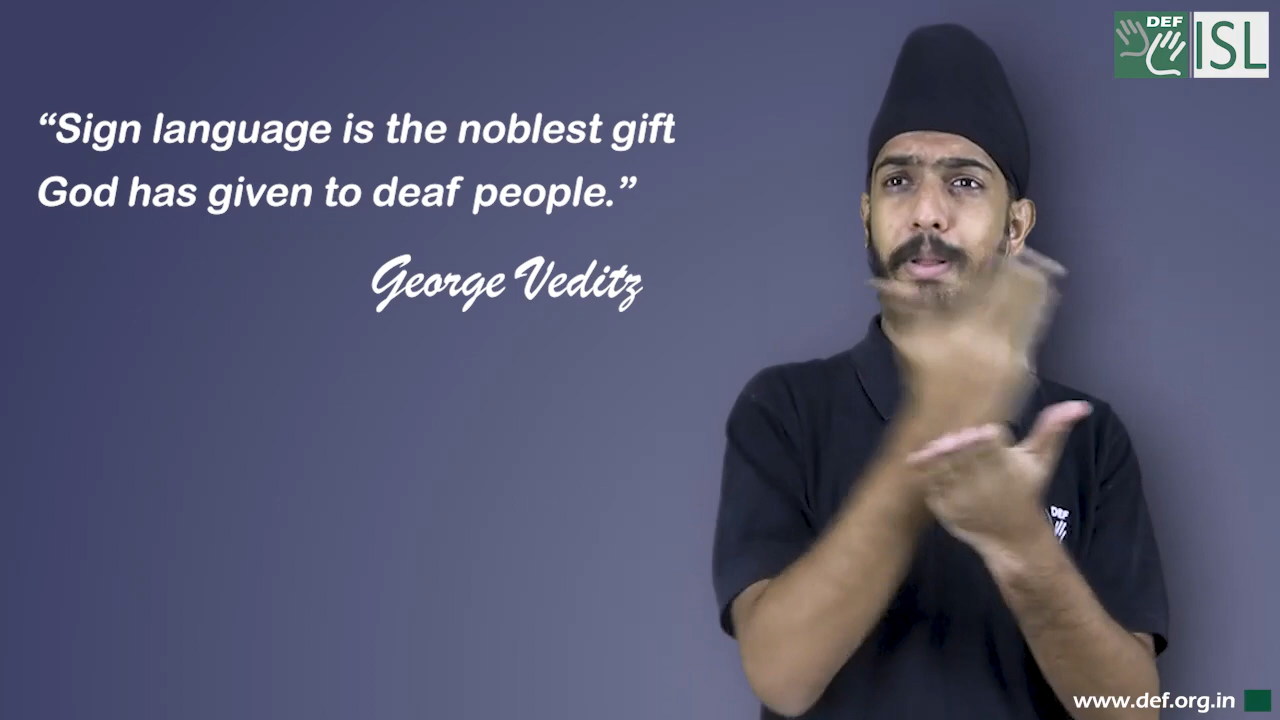 DEF
ISL
“Sign language is the noblest gift
God has given to deaf people.”
George Veditz
DEF
www.def.org.in